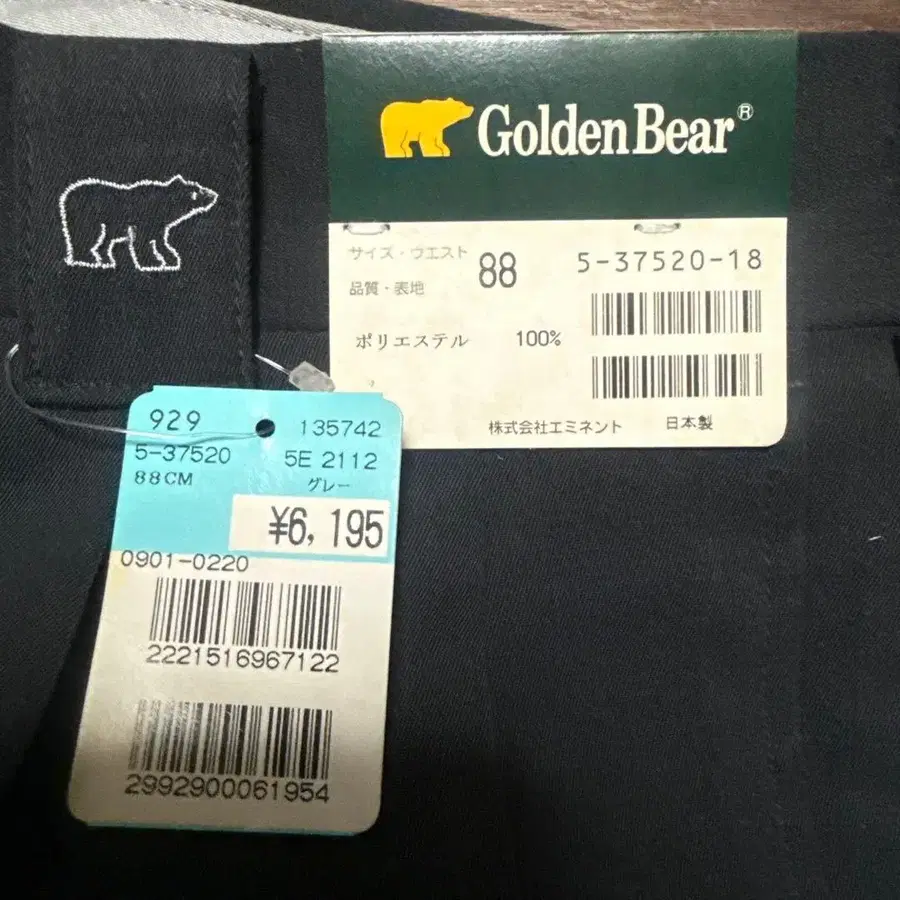 Golden Bear®
サイズ・ウエスト 88 5-37520-18
品質・表地
ポリエステル 100%
株式会社エミネント 日本製
929 135742
5-37520 5E 2112
88CM グレー
¥6,195
0901-0220
2221516967122
2992900061954